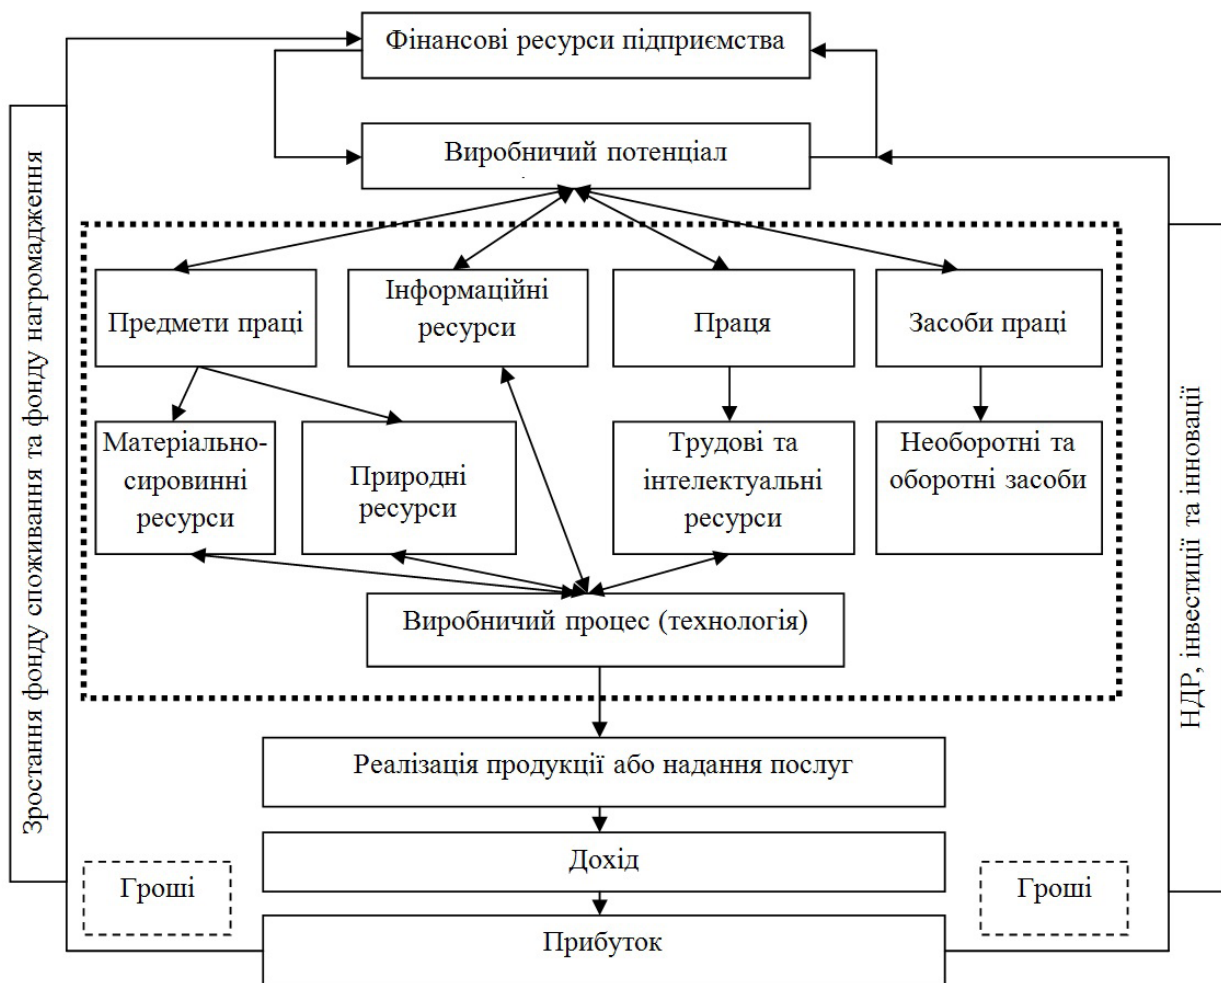 Фінансові ресурси підприємства
Виробничий потенціал
Зростання фонду споживання та фонду нагромадження
Предмети праці
Інформаційні
ресурси
Праця
Засоби праці
Матеріально-
сировинні
ресурси
Природні
ресурси
Трудові та
інтелектуальні
ресурси
Необоротні та
оборотні засоби
НДР, інвестиції та інновації
Виробничий процес (технологія)
Реалізація продукції або надання послуг
Дохід
Гроші
Гроші
Прибуток